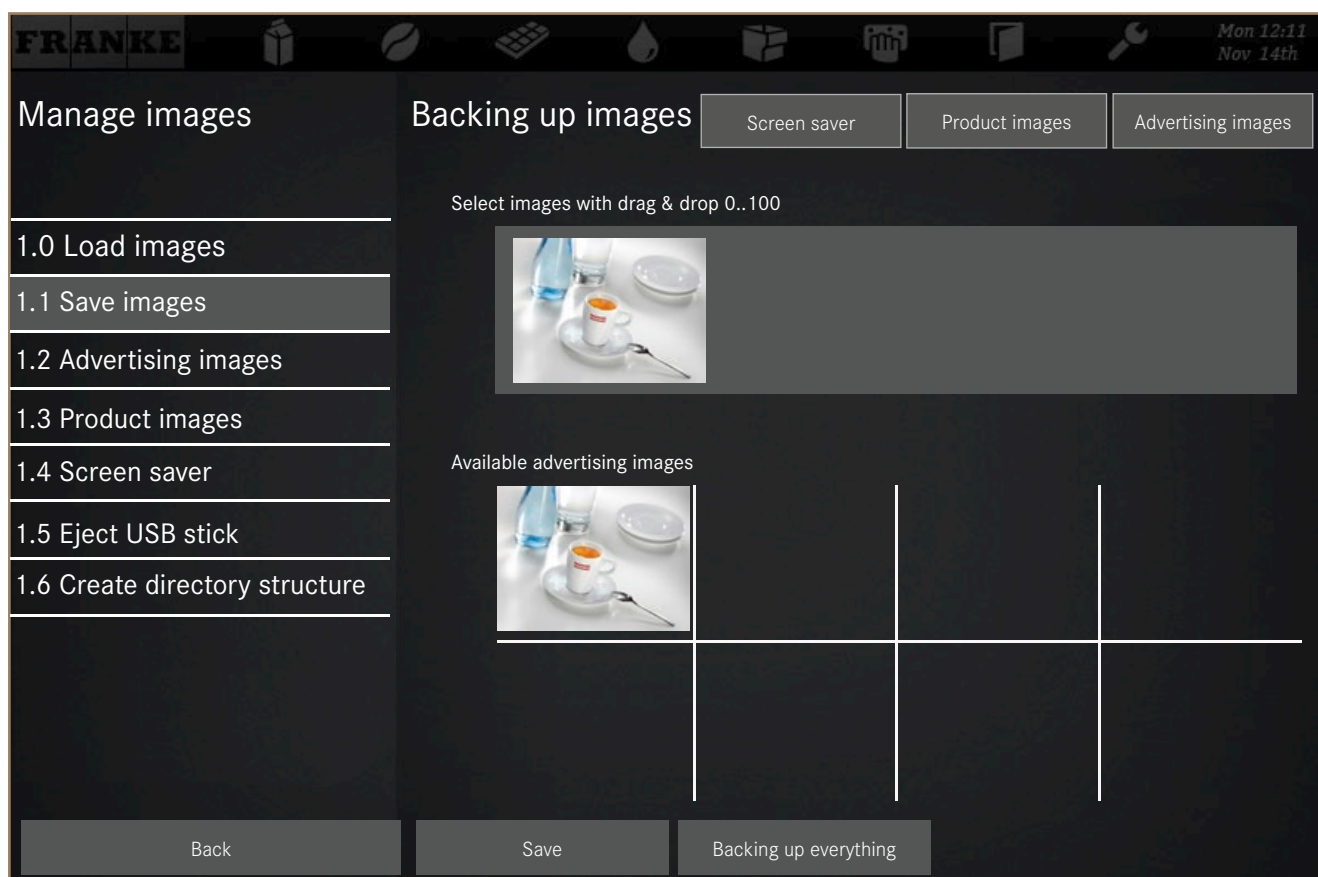 FRANKE
Mon 12:11
Nov 14th
Manage images
Backing up images
Screen saver
Product images
Advertising images
Select images with drag & drop 0..100
1.0 Load images
1.1 Save images
1.2 Advertising images
1.3 Product images
1.4 Screen saver
1.5 Eject USB stick
1.6 Create directory structure
Available advertising images
Back
Save
Backing up everything